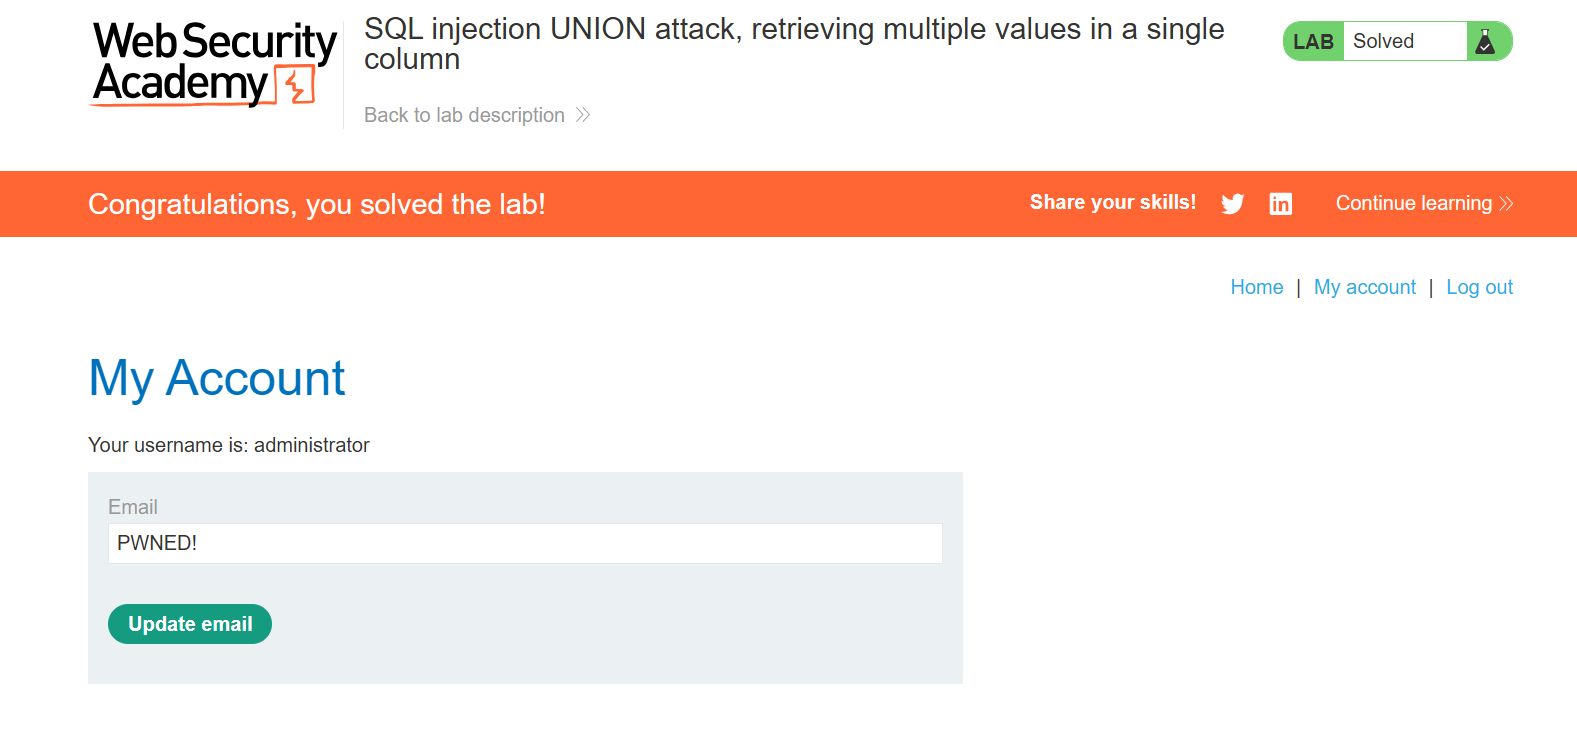 Web Security
Academy
SQL injection UNION attack, retrieving multiple values in a single
column
Back to lab description
LAB Solved
Congratulations, you solved the lab!
Share your skills!
in
Continue learning
Home | My account | Log out
My Account
Your username is: administrator
Email
PWNED!
Update email